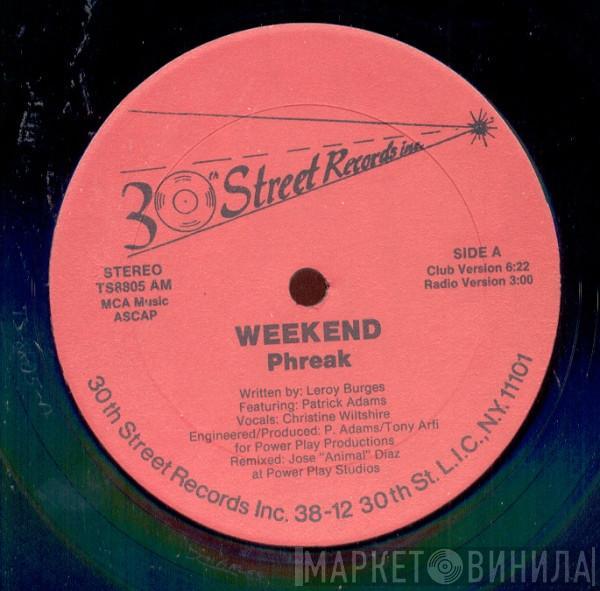 30th Street Records inc.
STEREO
TS8805 AM
MCA Music
ASCAP
SIDE A
Club Version 6:22
Radio Version 3:00
WEEKEND
Phreak
Written by: Leroy Burges
Featuring: Patrick Adams
Vocals: Christine Wiltshire
Engineered/Produced: P. Adams/Tony Arfi
for Power Play Productions
Remixed: Jose "Animal" Diaz
at Power Play Studios
30th Street Records Inc. 38-12 30th St. L.I.C., N.Y. 11101
МАРКЕТ ВИНИЛА